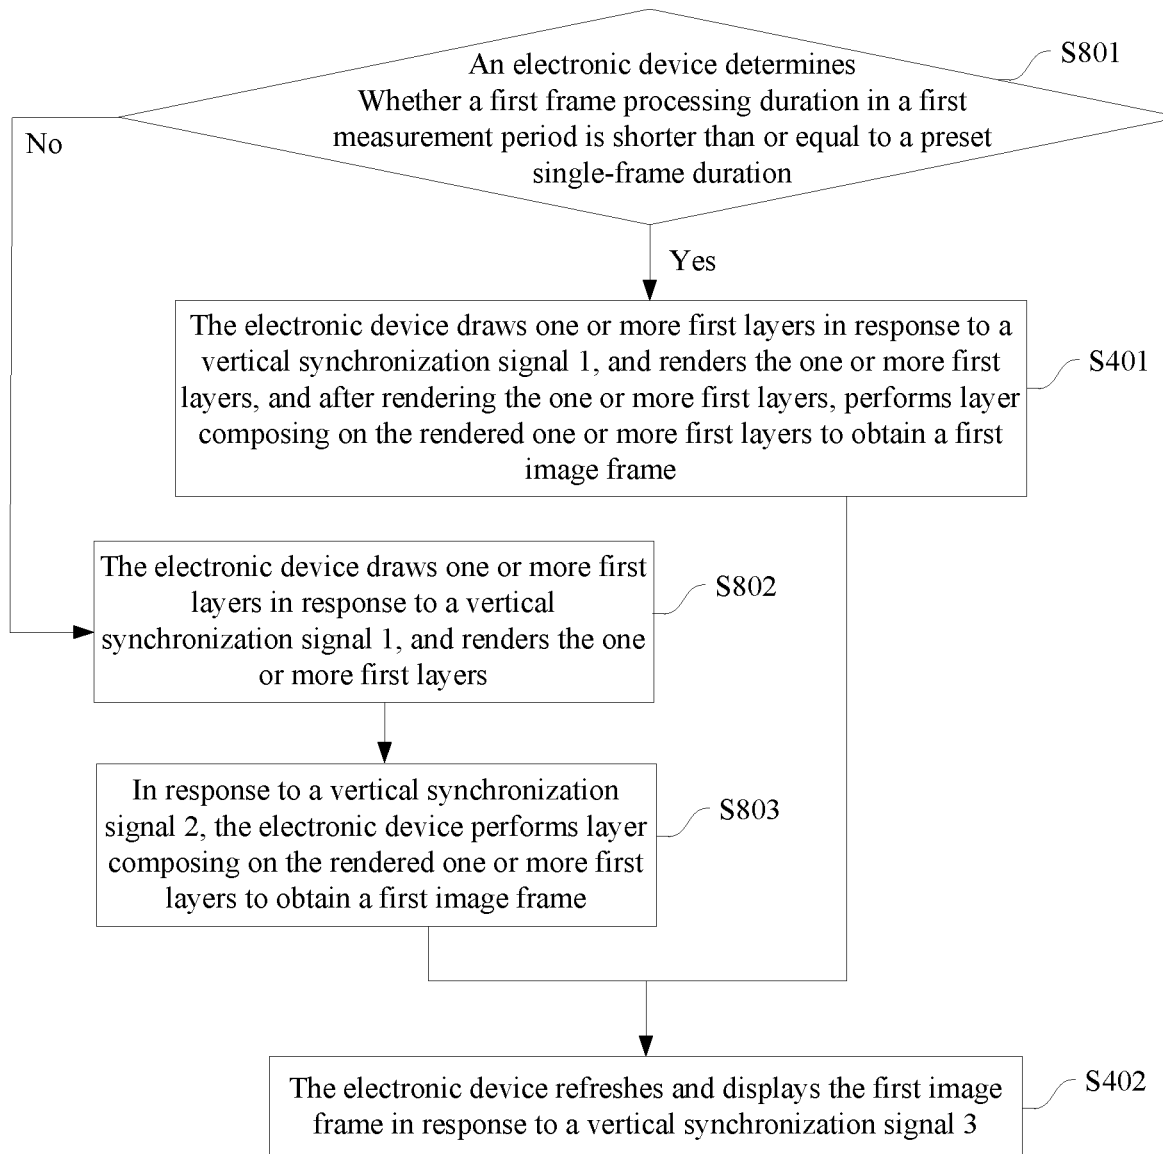 An electronic device determines
Whether a first frame processing duration in a first
measurement period is shorter than or equal to a preset
single-frame duration
S801
No
Yes
The electronic device draws one or more first layers in response to a
vertical synchronization signal 1, and renders the one or more first
layers, and after rendering the one or more first layers, performs layer
composing on the rendered one or more first layers to obtain a first
image frame
S401
The electronic device draws one or more first
layers in response to a vertical
synchronization signal 1, and renders the one
or more first layers
S802
In response to a vertical synchronization
signal 2, the electronic device performs layer
composing on the rendered one or more first
layers to obtain a first image frame
S803
The electronic device refreshes and displays the first image
frame in response to a vertical synchronization signal 3
S402